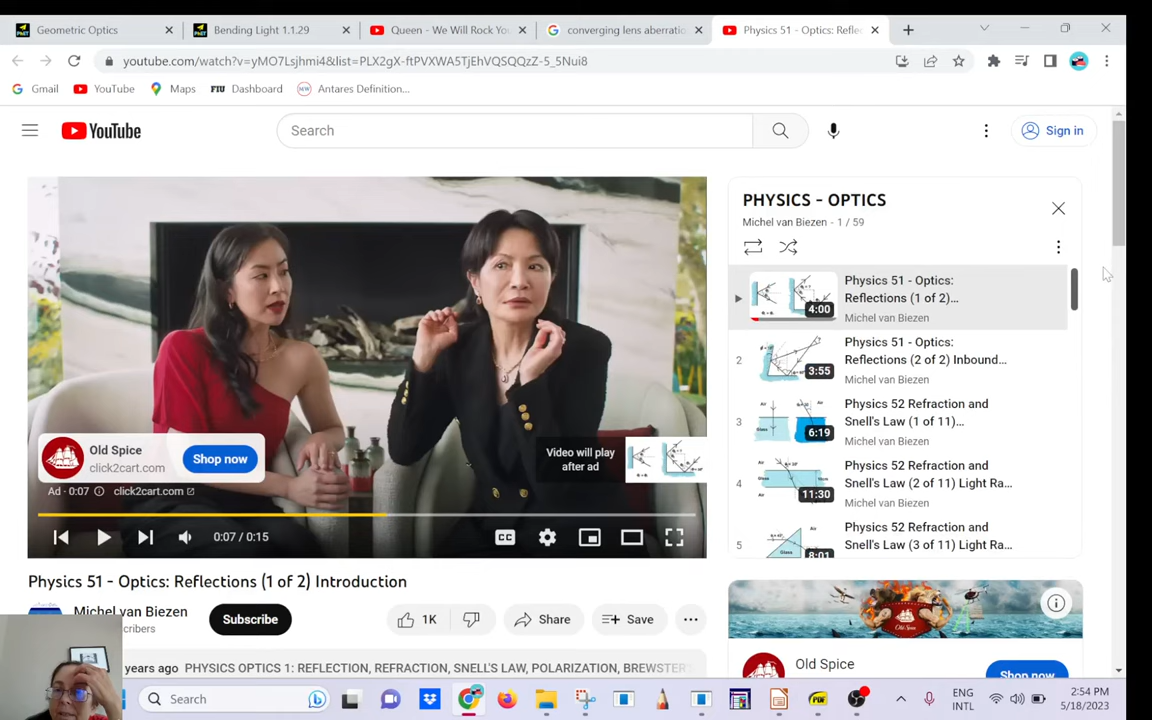 Geometric Optics
Bending Light 1.1.29
Queen - We Will Rock Yo
converging lens aberratio
Physics 51 - Optics: Refle
youtube.com/watch?v=yMO7Lsjhmi4&list=PLX2gX-ftPVXWA5TjEhVQSQQzZ-5_5Nui8
Gmail
YouTube
Maps
FIU Dashboard
Antares Definition...
YouTube
Search
Sign in
PHYSICS - OPTICS
Michel van Biezen - 1 / 59
Physics 51 - Optics:
Reflections (1 of 2)...
Michel van Biezen
4:00
2
Physics 51 - Optics:
Reflections (2 of 2) Inbound...
Michel van Biezen
3:55
3
Physics 52 Refraction and
Snell's Law (1 of 11)...
Michel van Biezen
6:19
4
Physics 52 Refraction and
Snell's Law (2 of 11) Light Ra...
Michel van Biezen
11:30
5
Physics 52 Refraction and
Snell's Law (3 of 11) Light Ra...
8:01
Old Spice
click2cart.com
Shop now
Ad · 0:07
click2cart.com
Video will play
after ad
0:07 / 0:15
CC
Physics 51 - Optics: Reflections (1 of 2) Introduction
Michel van Biezen
scribers
Subscribe
1K
Share
Save
years ago PHYSICS OPTICS 1: REFLECTION, REFRACTION, SNELL'S LAW, POLARIZATION, BREWSTER'
Old Spice
Shop now
Search
ENG
INTL
2:54 PM
5/18/2023